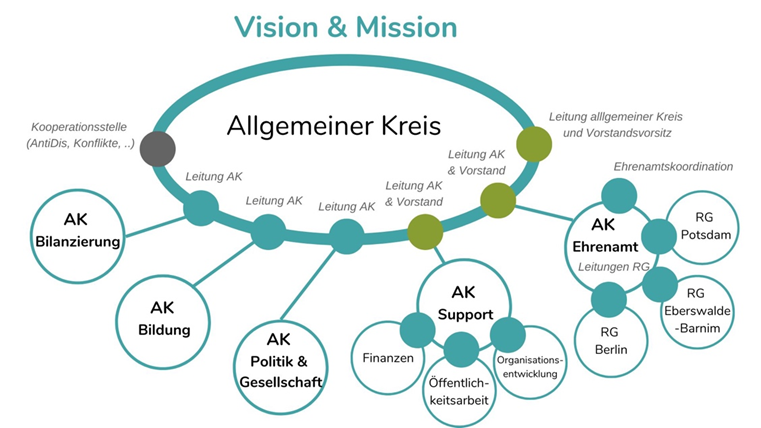 Vision & Mission
Allgemeiner Kreis
Kooperationsstelle
(AntiDis, Konflikte, ..)
Leitung allgemeiner Kreis
und Vorstandsvorsitz
Leitung AK
Leitung AK
Leitung AK
Leitung AK
& Vorstand
Leitung AK
& Vorstand
Ehrenamtskoordination
AK
Bilanzierung
AK
Bildung
AK
Politik &
Gesellschaft
AK
Support
Finanzen
Öffentlich-
keitsarbeit
Organisations-
entwicklung
AK
Ehrenamt
Leitungen RG
RG
Potsdam
RG
Eberswalde
-Barnim
RG
Berlin